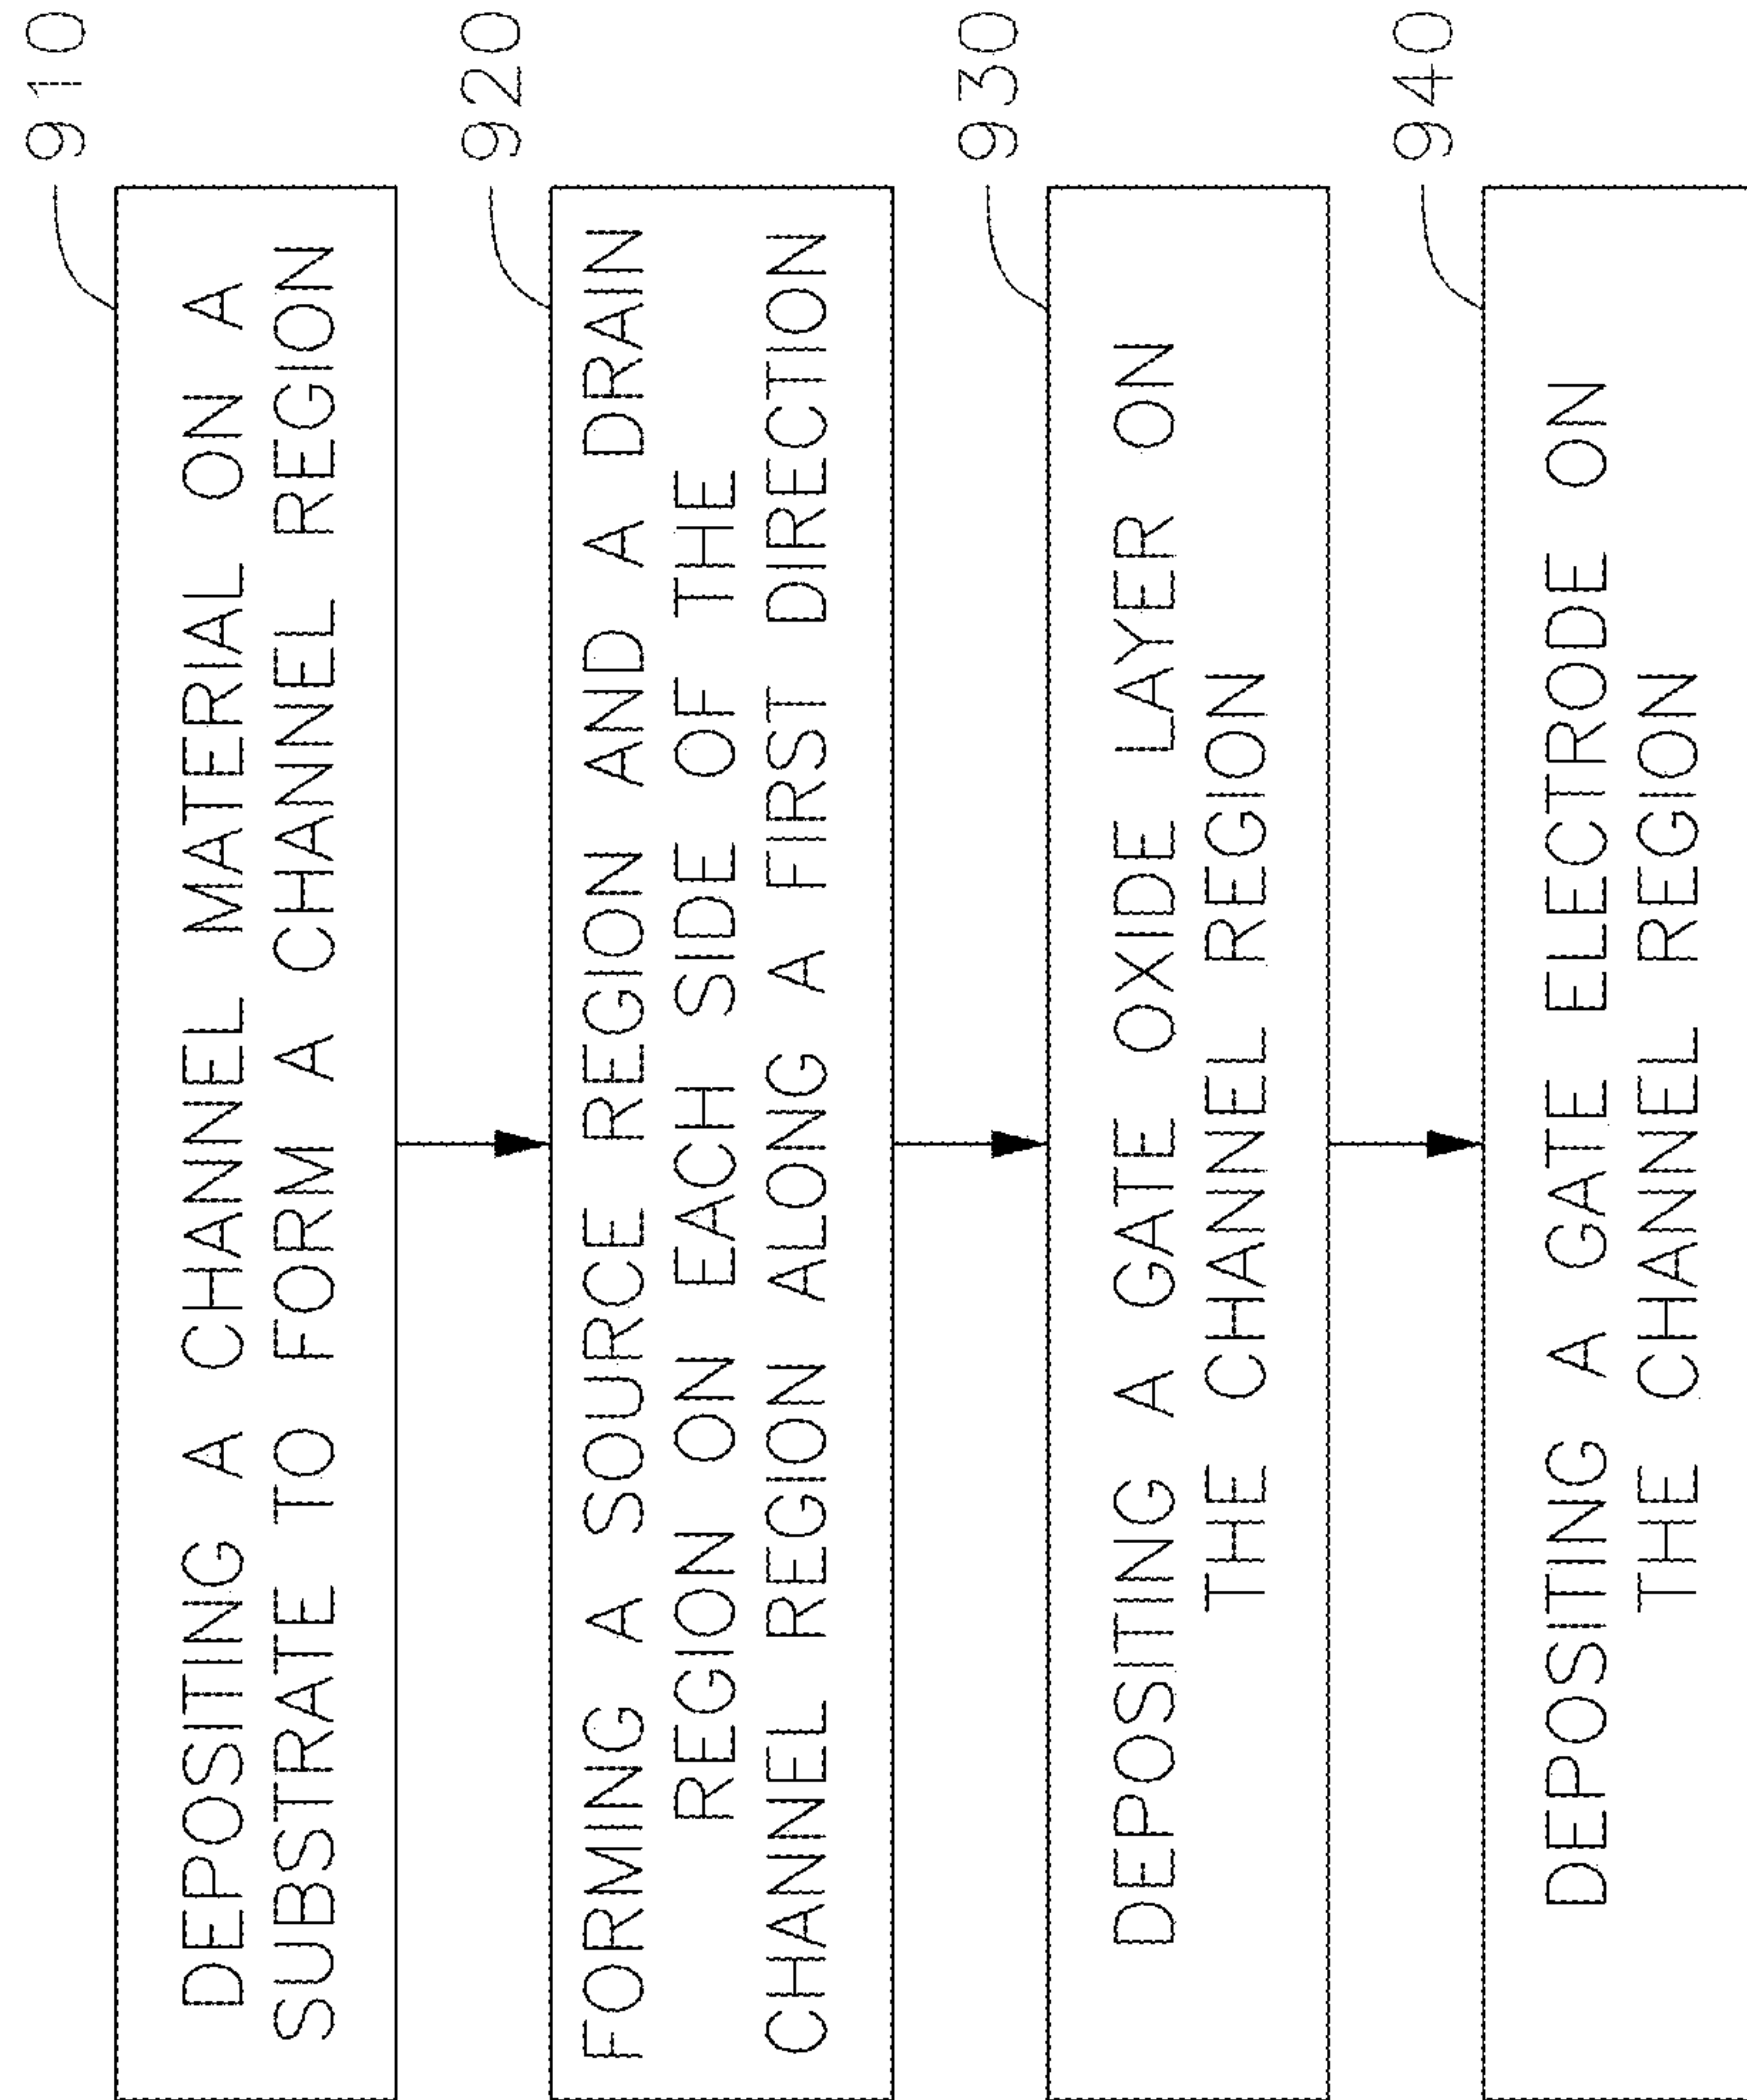 910
DEPOSITING A CHANNEL MATERIAL ON A
SUBSTRATE TO FORM A CHANNEL REGION
920
FORMING A SOURCE REGION AND A DRAIN
REGION ON EACH SIDE OF THE
CHANNEL REGION ALONG A FIRST DIRECTION
930
DEPOSITING A GATE OXIDE LAYER ON
THE CHANNEL REGION
940
DEPOSITING A GATE ELECTRODE ON
THE CHANNEL REGION